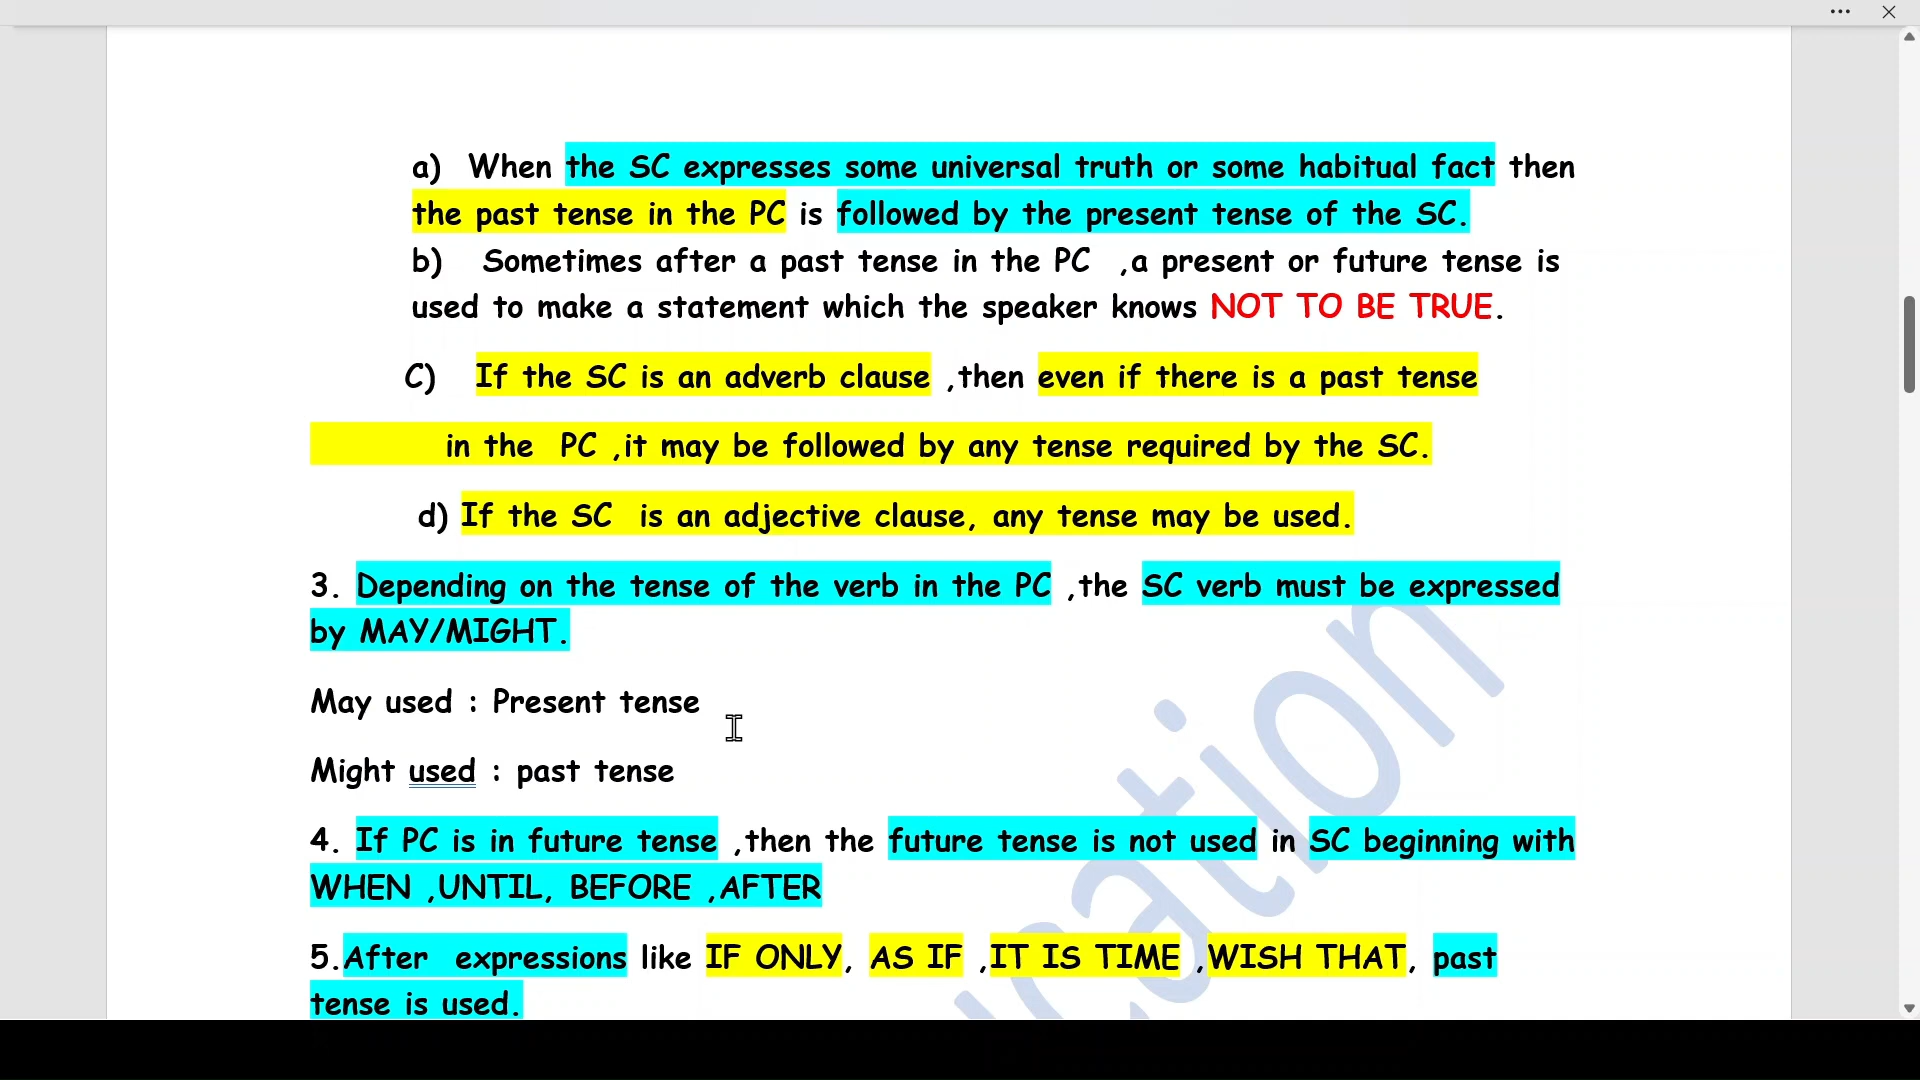 a) When the SC expresses some universal truth or some habitual fact then
the past tense in the PC is followed by the present tense of the SC.
b) Sometimes after a past tense in the PC ,a present or future tense is
used to make a statement which the speaker knows NOT TO BE TRUE.
C) If the SC is an adverb clause ,then even if there is a past tense
in the PC ,it may be followed by any tense required by the SC.
d) If the SC is an adjective clause, any tense may be used.
3. Depending on the tense of the verb in the PC ,the SC verb must be expressed
by MAY/MIGHT.
May used : Present tense
Might used : past tense
4. If PC is in future tense ,then the future tense is not used in SC beginning with
WHEN ,UNTIL, BEFORE ,AFTER
5.After expressions like IF ONLY, AS IF ,IT IS TIME ,WISH THAT, past
tense is used.